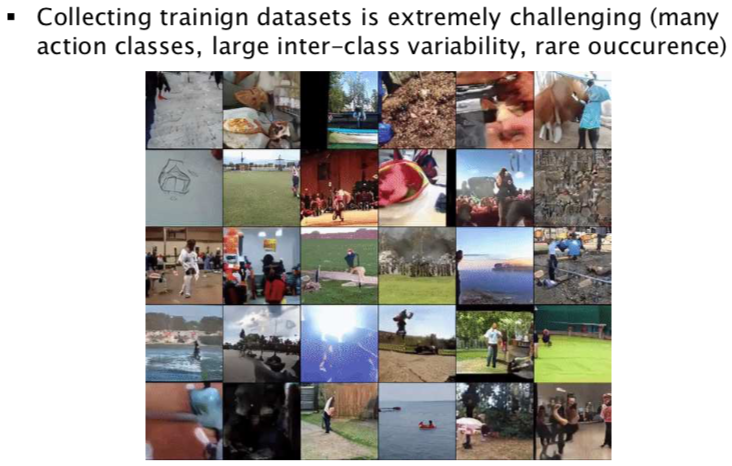 ▪ Collecting trainign datasets is extremely challenging (many
action classes, large inter-class variability, rare ouccurence)